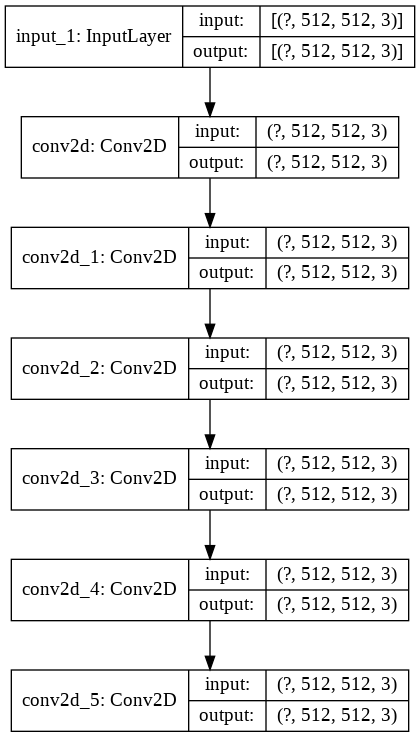 input_1: InputLayer
input: [(?, 512, 512, 3)]
output: [(?, 512, 512, 3)]
conv2d: Conv2D
input: (?, 512, 512, 3)
output: (?, 512, 512, 3)
conv2d_1: Conv2D
input: (?, 512, 512, 3)
output: (?, 512, 512, 3)
conv2d_2: Conv2D
input: (?, 512, 512, 3)
output: (?, 512, 512, 3)
conv2d_3: Conv2D
input: (?, 512, 512, 3)
output: (?, 512, 512, 3)
conv2d_4: Conv2D
input: (?, 512, 512, 3)
output: (?, 512, 512, 3)
conv2d_5: Conv2D
input: (?, 512, 512, 3)
output: (?, 512, 512, 3)